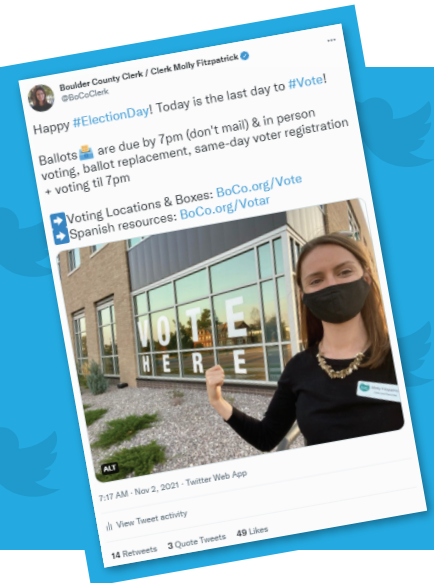 Boulder County Clerk / Clerk Molly Fitzpatrick
@BoCoClerk
Happy #ElectionDay! Today is the last day to #Vote!
Ballots🗳️ are due by 7pm (don't mail) & in person
voting, ballot replacement, same-day voter registration
+ voting til 7pm
➡️Voting Locations & Boxes: BoCo.org/Vote
➡️Spanish resources: BoCo.org/Votar
VOTE
HERE
ALT
7:17 AM · Nov 2, 2021 · Twitter Web App
View Tweet activity
14 Retweets 3 Quote Tweets 49 Likes